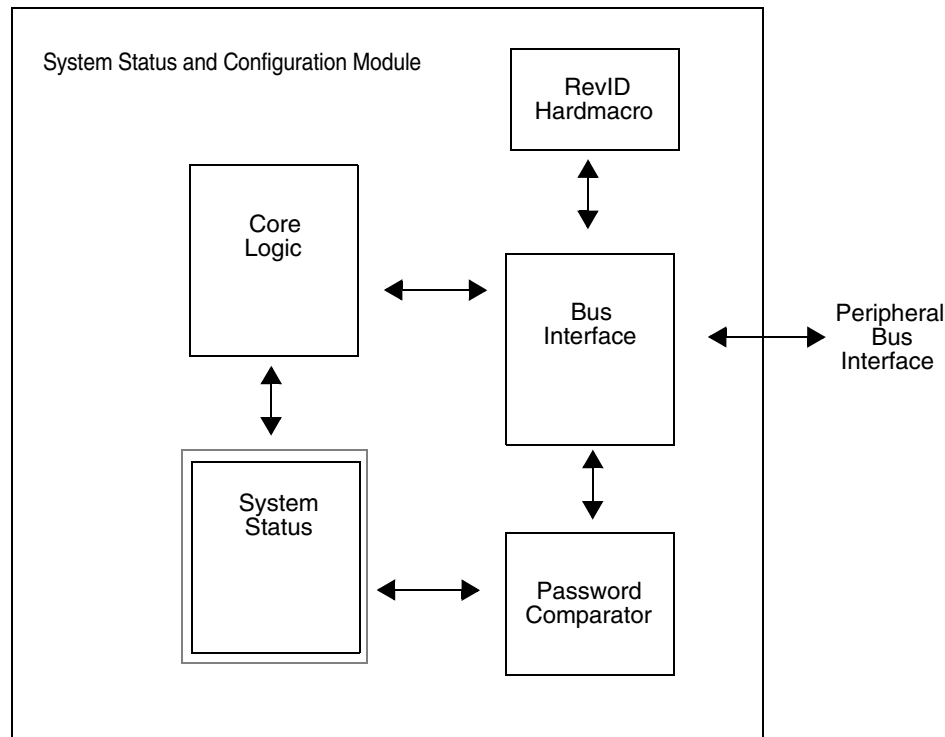 System Status and Configuration Module
RevID
Hardmacro
Core
Logic
Bus
Interface
Peripheral
Bus
Interface
System
Status
Password
Comparator